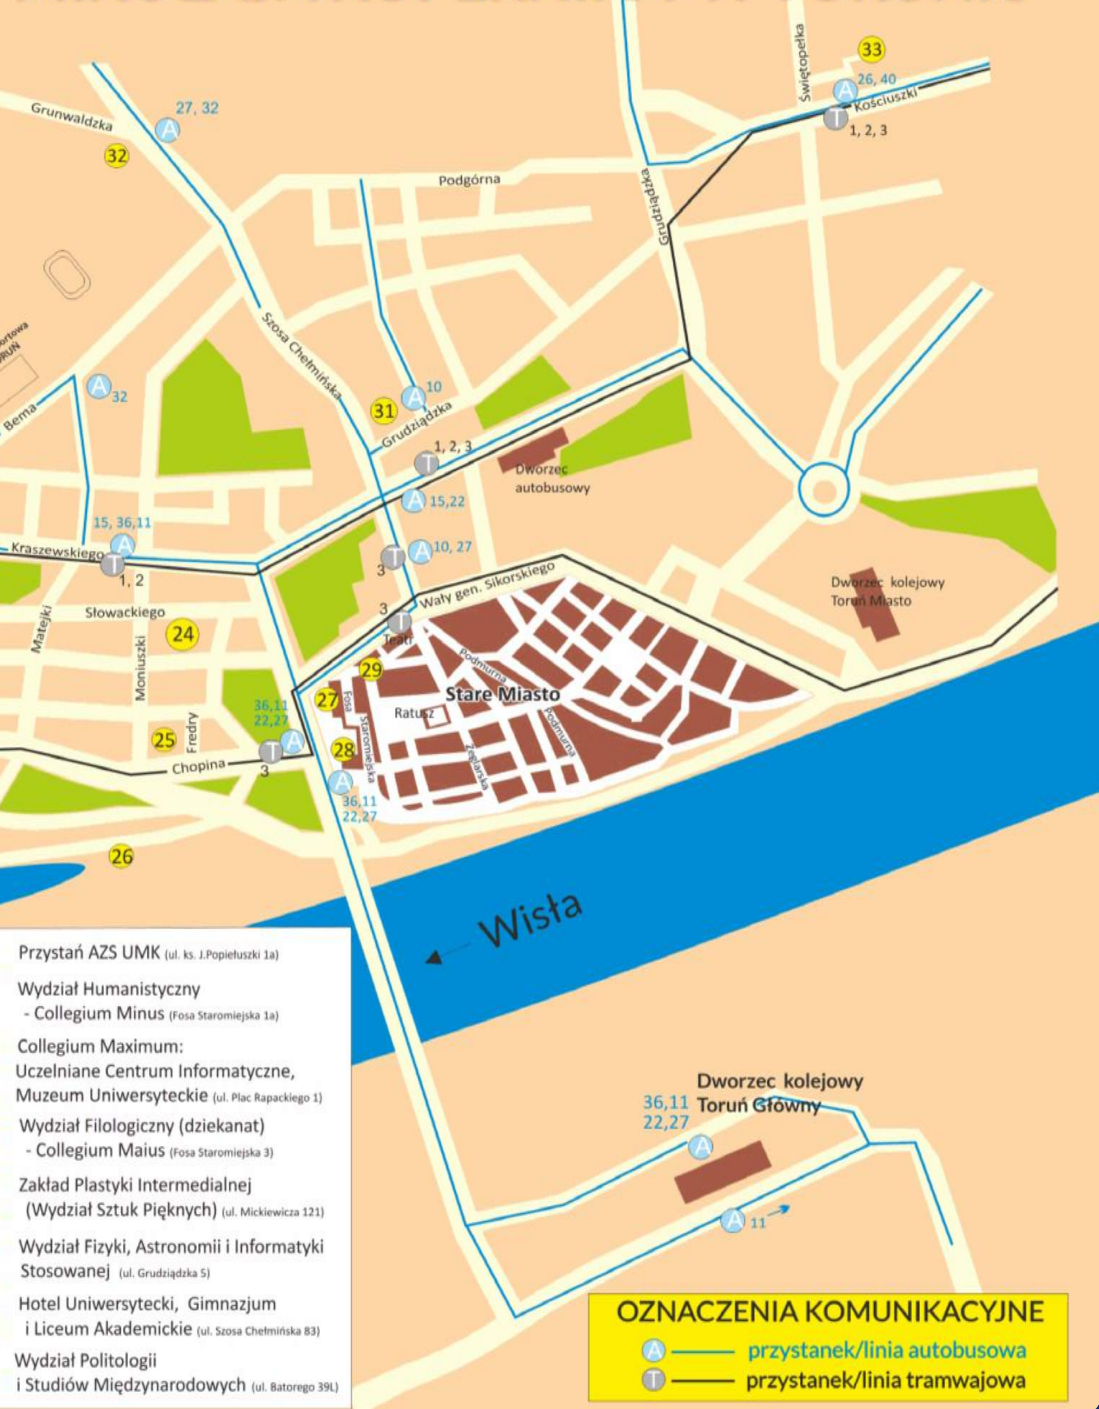 33
26, 40
Świętopełka
Kościuszki
1, 2, 3
27, 32
Grunwaldzka
32
Podgórna
Grudziądzka
Szosa Chełmińska
32
Bema
10
31
Grudziądzka
1, 2, 3
Dworzec
autobusowy
15,22
15, 36,11
Kraszewskiego
1, 2
10, 27
3
Wały gen. Sikorskiego
3
Teatr
Dworzec kolejowy
Toruń Miasto
Słowackiego
Matejki
Moniuszki
24
29
Podmurna
Stare Miasto
27
Fosa
Staromiejska
Ratusz
Podmurna
Żeglarska
36,11
22,27
25
Fredry
28
Chopina
3
36,11
22,27
26
Wisła
Przystań AZS UMK (ul. ks. J.Popiełuszki 1a)
Wydział Humanistyczny
- Collegium Minus (Fosa Staromiejska 1a)
Collegium Maximum:
Uczelniane Centrum Informatyczne,
Muzeum Uniwersyteckie (ul. Plac Rapackiego 1)
Wydział Filologiczny (dziekanat)
- Collegium Maius (Fosa Staromiejska 3)
Zakład Plastyki Intermedialnej
(Wydział Sztuk Pięknych) (ul. Mickiewicza 121)
Wydział Fizyki, Astronomii i Informatyki
Stosowanej (ul. Grudziądzka 5)
Hotel Uniwersytecki, Gimnazjum
i Liceum Akademickie (ul. Szosa Chełmińska 83)
Wydział Politologii
i Studiów Międzynarodowych (ul. Batorego 39L)
Dworzec kolejowy
Toruń Główny
36,11
22,27
11
OZNACZENIA KOMUNIKACYJNE
A przystanek/linia autobusowa
T przystanek/linia tramwajowa